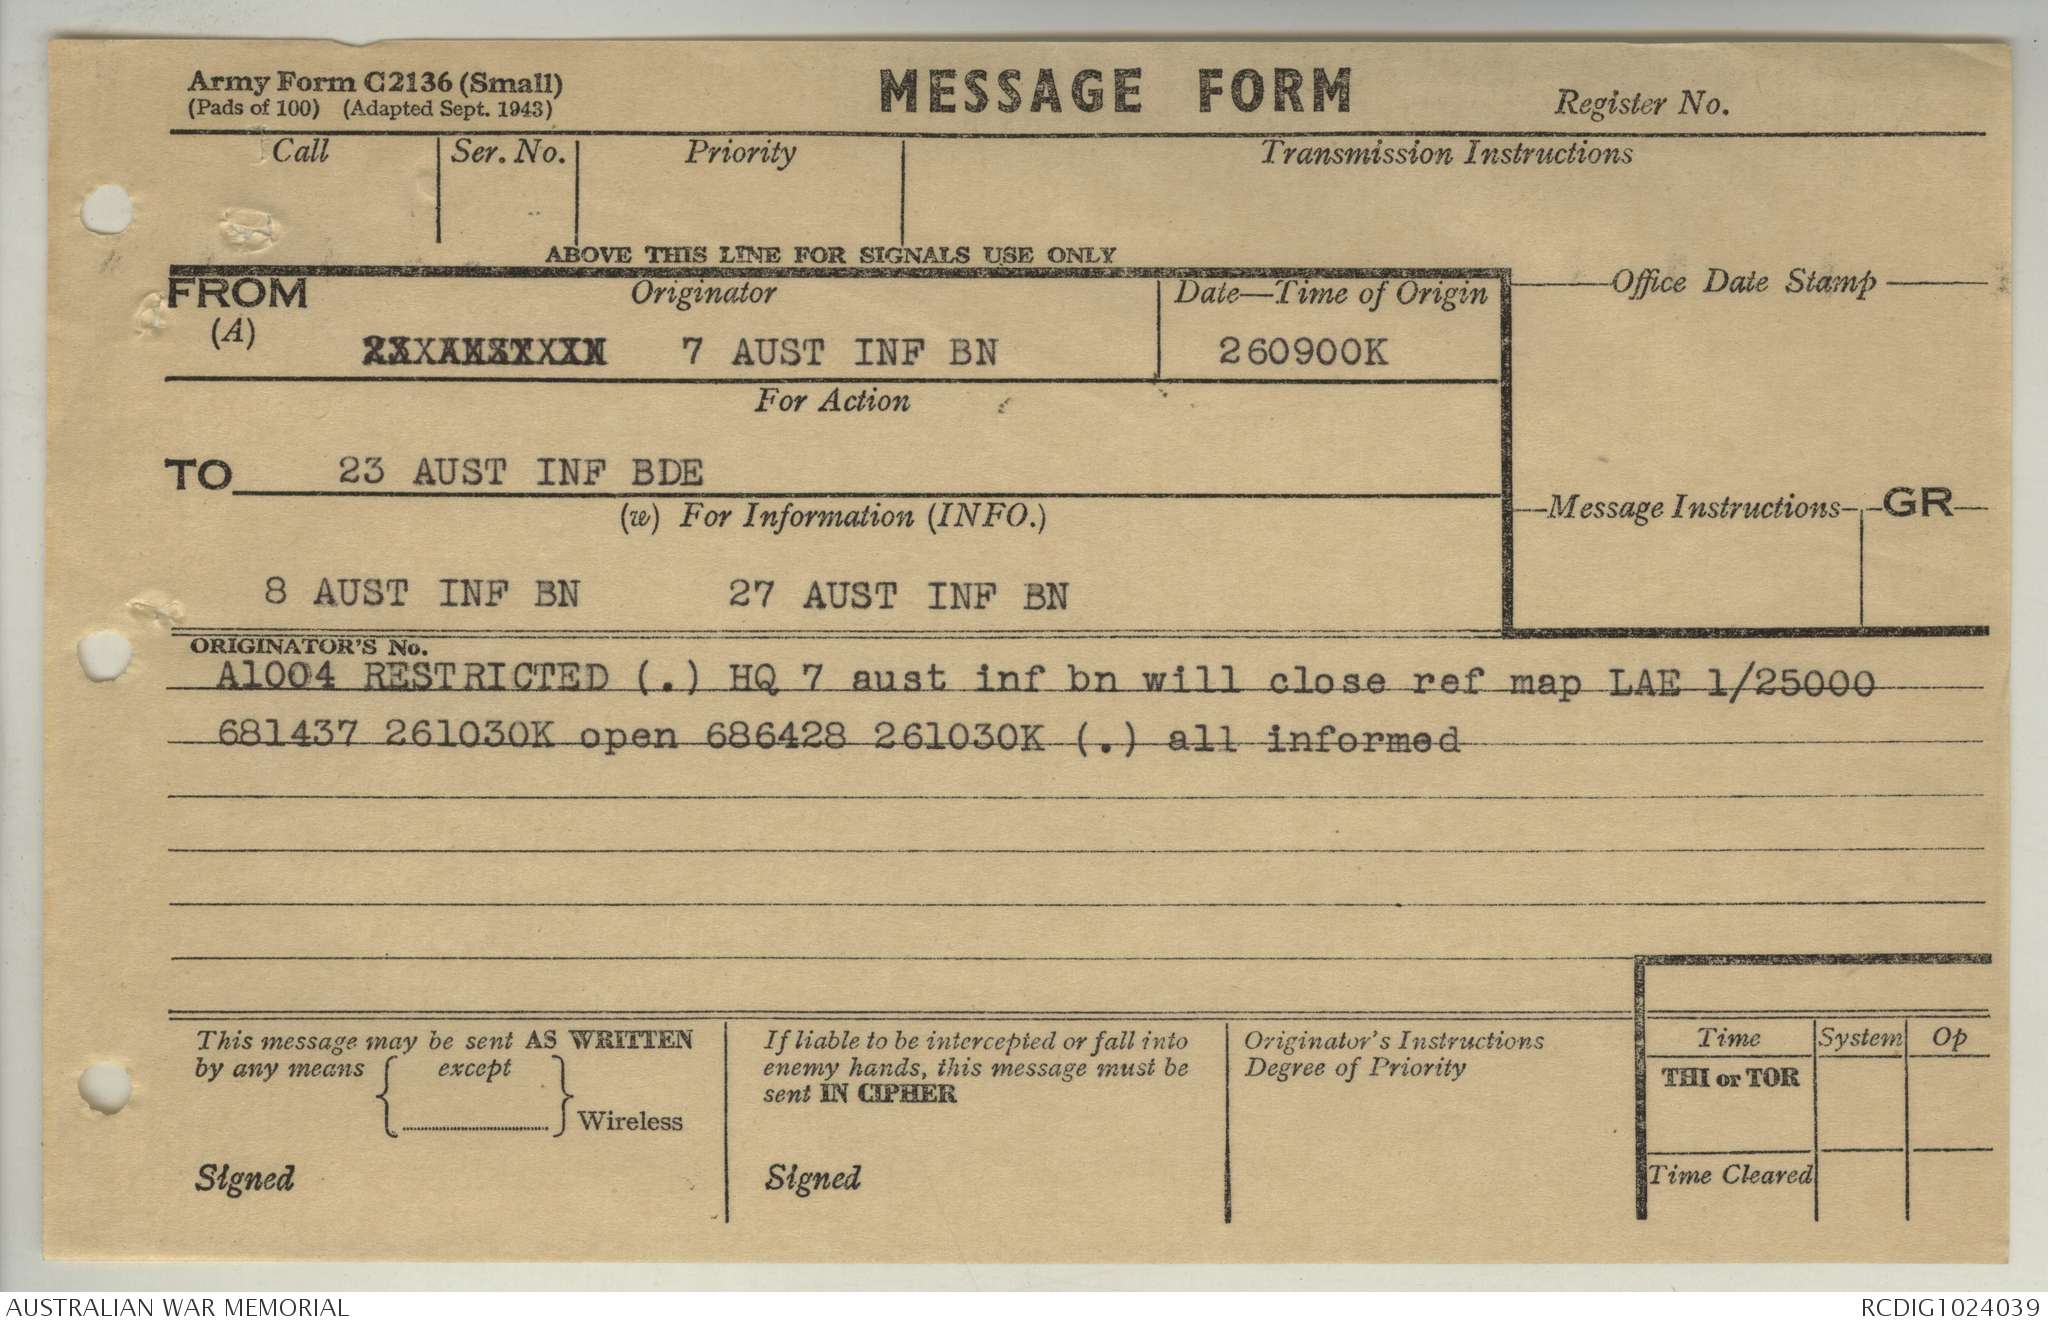 Army Form C2136 (Small)
(Pads of 100) (Adapted Sept. 1943)
MESSAGE FORM
Register No.
Call
Ser. No.
Priority
Transmission Instructions
ABOVE THIS LINE FOR SIGNALS USE ONLY
FROM
(A)
Originator
Date—Time of Origin
Office Date Stamp
7 AUST INF BN
260900K
For Action
TO
23 AUST INF BDE
(w) For Information (INFO.)
Message Instructions
GR
8 AUST INF BN 27 AUST INF BN
ORIGINATOR'S No.
A1004 RESTRICTED (.) HQ 7 aust inf bn will close ref map LAE 1/25000
681437 261030K open 686428 261030K (.) all informed
This message may be sent AS WRITTEN
by any means
except
Wireless
Signed
If liable to be intercepted or fall into
enemy hands, this message must be
sent IN CIPHER
Signed
Originator's Instructions
Degree of Priority
Time
System
Op
THI or TOR
Time Cleared
AUSTRALIAN WAR MEMORIAL
RCDIG1024039